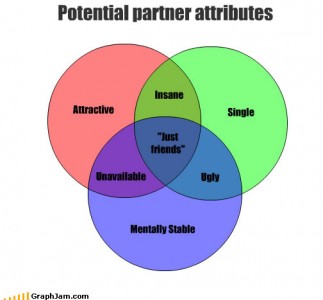 Potential partner attributes
Insane
Attractive
Single
"Just
friends"
Unavailable
Ugly
Mentally Stable
GraphJam.com